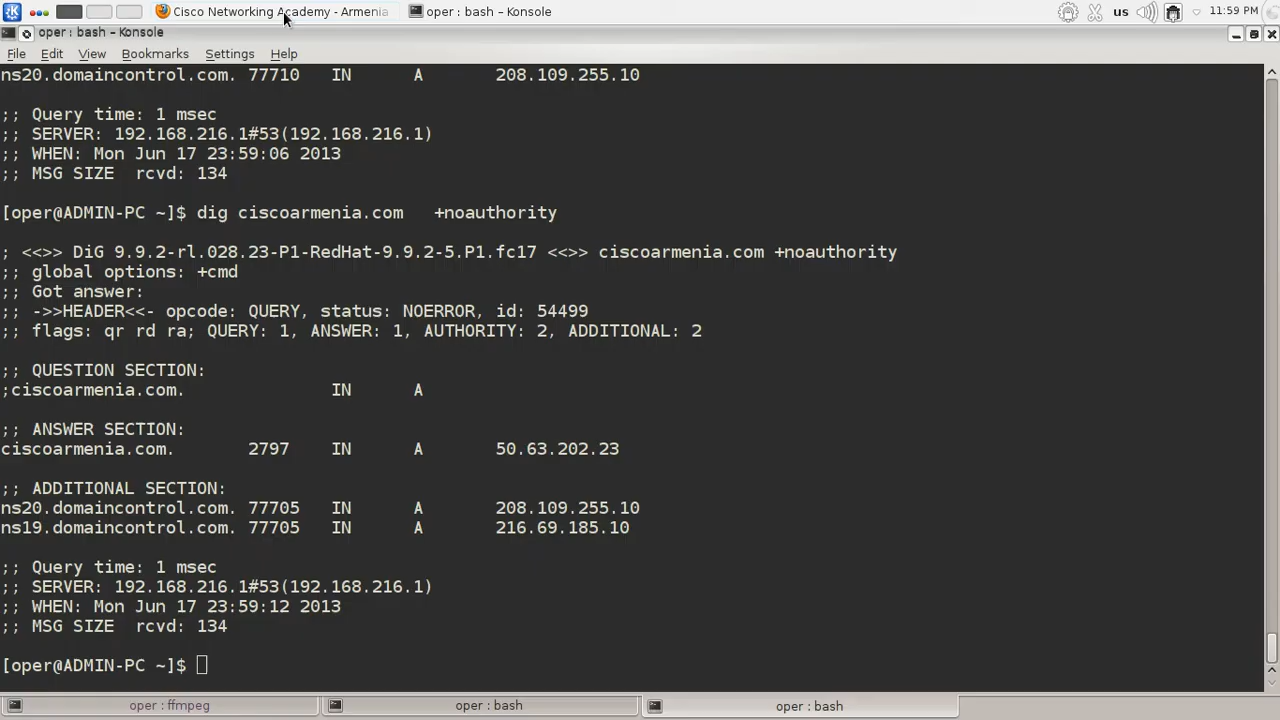 Cisco Networking Academy - Armenia
oper : bash – Konsole
us
11:59 PM
oper : bash – Konsole
File Edit View Bookmarks Settings Help
ns20.domaincontrol.com. 77710 IN A 208.109.255.10
;; Query time: 1 msec
;; SERVER: 192.168.216.1#53(192.168.216.1)
;; WHEN: Mon Jun 17 23:59:06 2013
;; MSG SIZE  rcvd: 134
[oper@ADMIN-PC ~]$ dig ciscoarmenia.com   +noauthority
; <<>> DiG 9.9.2-rl.028.23-P1-RedHat-9.9.2-5.P1.fc17 <<>> ciscoarmenia.com +noauthority
;; global options: +cmd
;; Got answer:
;; ->>HEADER<<- opcode: QUERY, status: NOERROR, id: 54499
;; flags: qr rd ra; QUERY: 1, ANSWER: 1, AUTHORITY: 2, ADDITIONAL: 2
;; QUESTION SECTION:
;ciscoarmenia.com. IN A
;; ANSWER SECTION:
ciscoarmenia.com. 2797 IN A 50.63.202.23
;; ADDITIONAL SECTION:
ns20.domaincontrol.com. 77705 IN A 208.109.255.10
ns19.domaincontrol.com. 77705 IN A 216.69.185.10
;; Query time: 1 msec
;; SERVER: 192.168.216.1#53(192.168.216.1)
;; WHEN: Mon Jun 17 23:59:12 2013
;; MSG SIZE  rcvd: 134
[oper@ADMIN-PC ~]$
oper : ffmpeg
oper : bash
oper : bash